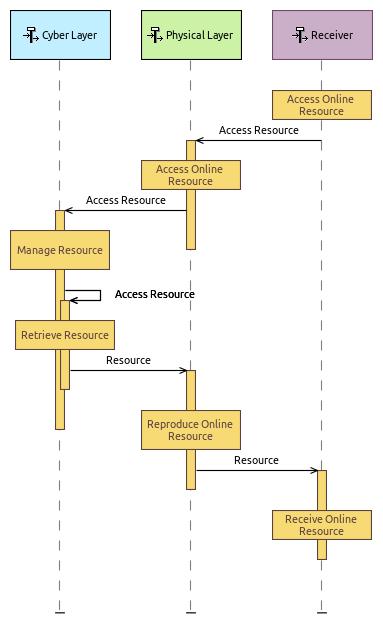 Cyber Layer
Physical Layer
Receiver
Access Online
Resource
Access Resource
Access Online
Resource
Access Resource
Manage Resource
Access Resource
Retrieve Resource
Resource
Reproduce Online
Resource
Resource
Receive Online
Resource